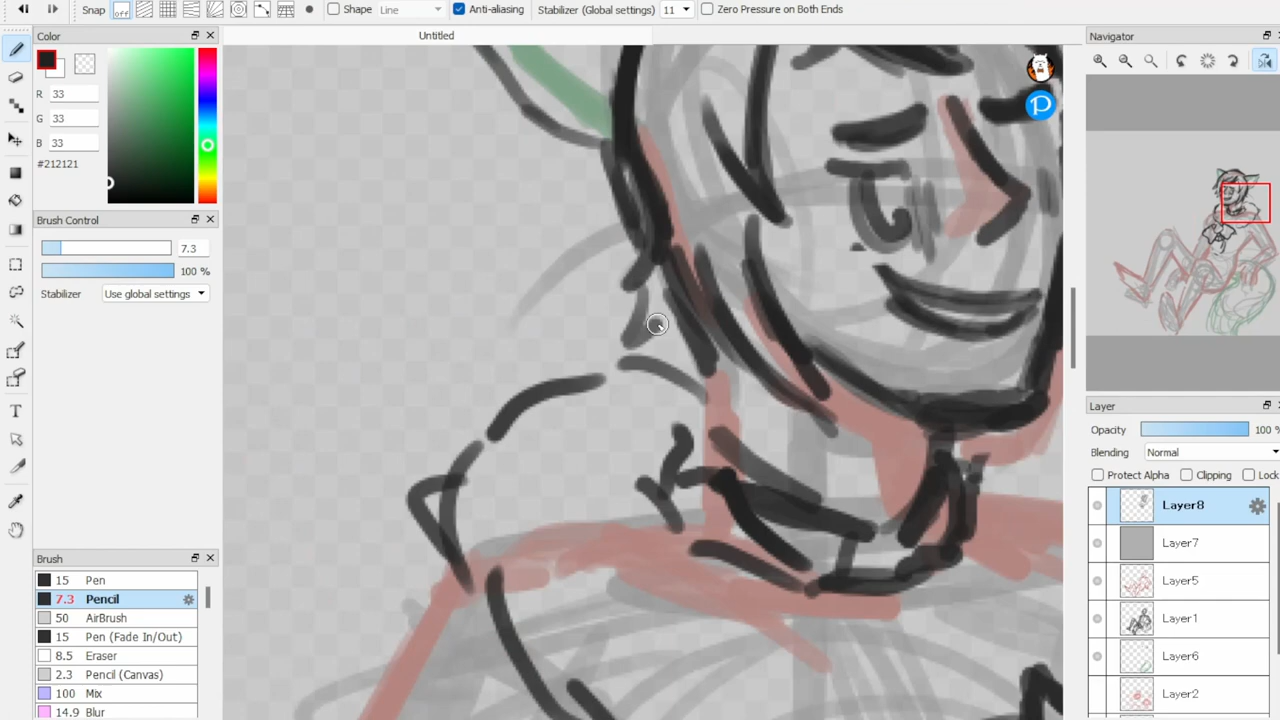 Snap off Shape Line Anti-aliasing Stabilizer (Global settings) 11 Zero Pressure on Both Ends
Color
R 33
G 33
B 33
#212121
Brush Control
7.3
100 %
Stabilizer Use global settings
Brush
15 Pen
7.3 Pencil
50 AirBrush
15 Pen (Fade In/Out)
8.5 Eraser
2.3 Pencil (Canvas)
100 Mix
14.9 Blur
Untitled
P
Navigator
Layer
Opacity 100 %
Blending Normal
Protect Alpha Clipping Lock
Layer8
Layer7
Layer5
Layer1
Layer6
Layer2